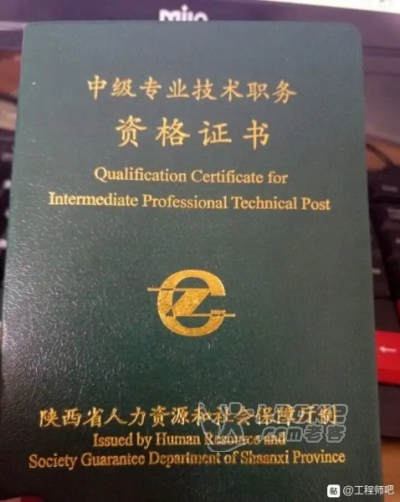 中级专业技术职务
资格证书
Qualification Certificate for
Intermediate Professional Technical Post
陕西省人力资源和社会保障厅制
Issued by Human Resource and
Society Guarantee Department of Shaanxi Province
贴 @工程师吧